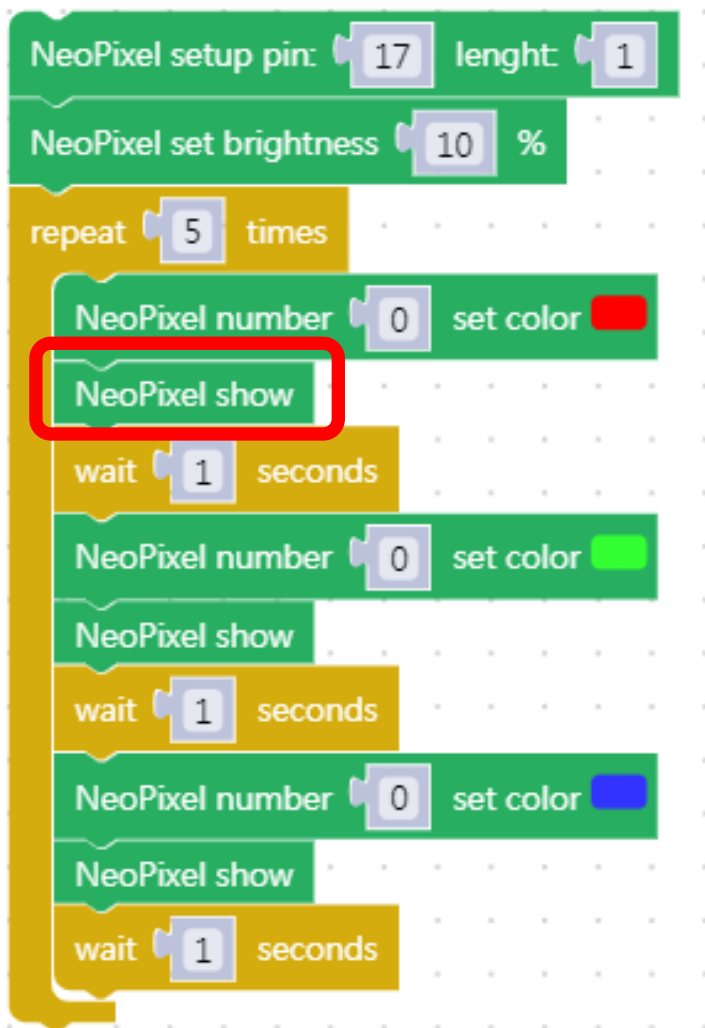 NeoPixel setup pin: 17 lenght: 1
NeoPixel set brightness 10 %
repeat 5 times
NeoPixel number 0 set color
NeoPixel show
wait 1 seconds
NeoPixel number 0 set color
NeoPixel show
wait 1 seconds
NeoPixel number 0 set color
NeoPixel show
wait 1 seconds